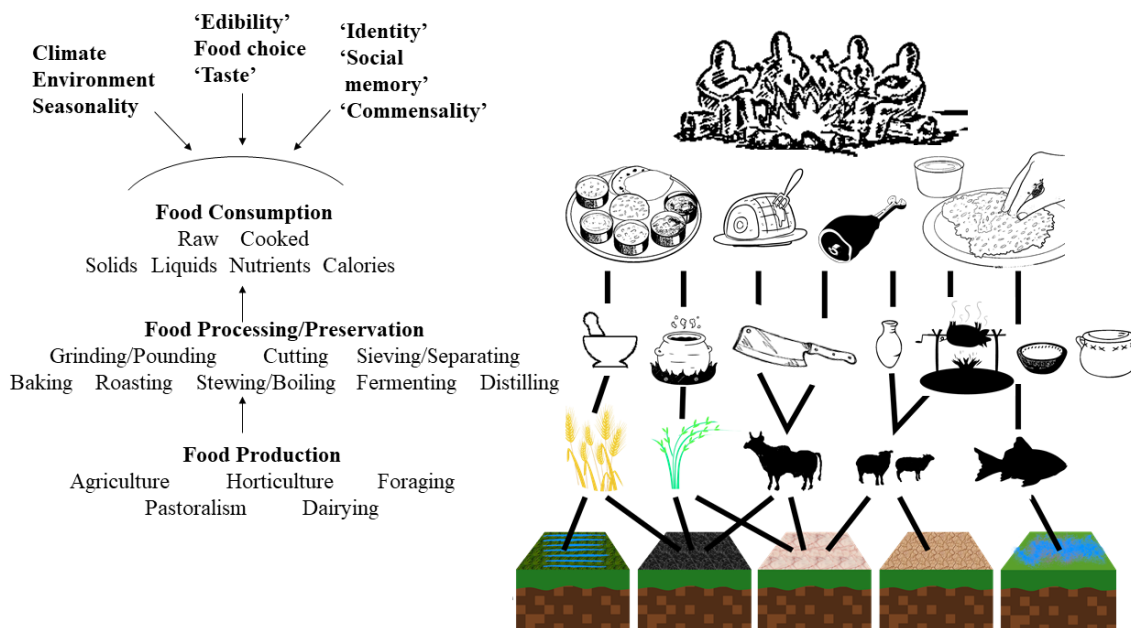 Climate
Environment
Seasonality
‘Edibility’
Food choice
‘Taste’
‘Identity’
‘Social
memory’
‘Commensality’
Food Consumption
Raw Cooked
Solids Liquids Nutrients Calories
Food Processing/Preservation
Grinding/Pounding Cutting Sieving/Separating
Baking Roasting Stewing/Boiling Fermenting Distilling
Food Production
Agriculture Horticulture Foraging
Pastoralism Dairying